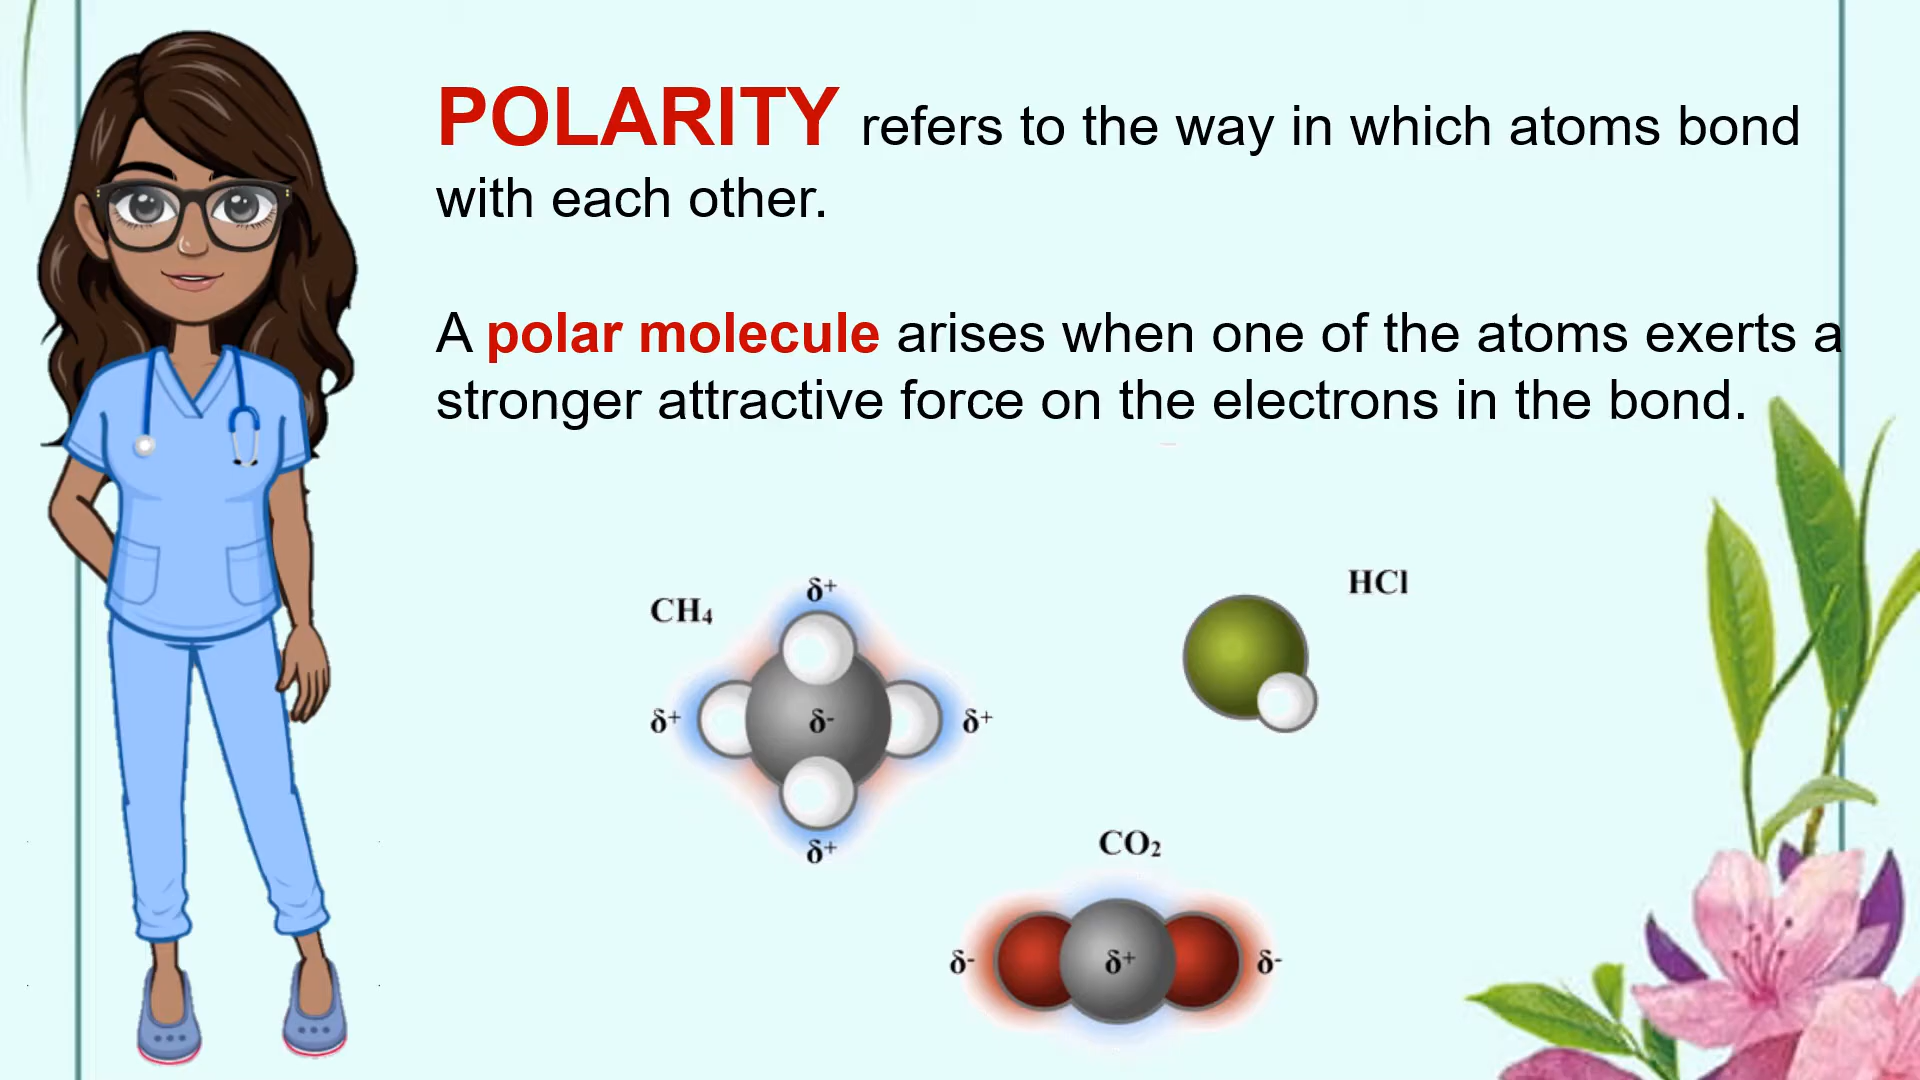 POLARITY refers to the way in which atoms bond
with each other.
A polar molecule arises when one of the atoms exerts a
stronger attractive force on the electrons in the bond.
HCl
δ+
CH₄
δ+ δ- δ+
δ+
CO₂
δ- δ+ δ-